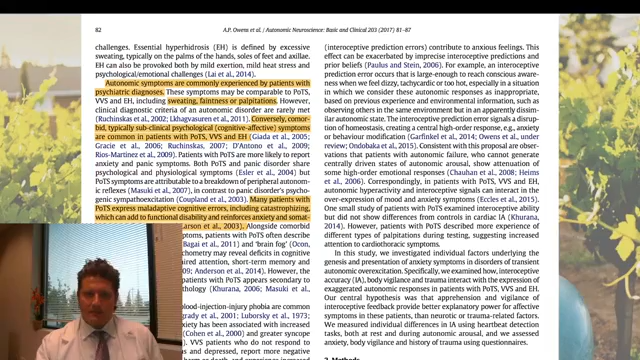 82
A.P. Owens et al. / Autonomic Neuroscience: Basic and Clinical 203 (2017) 81–87
challenges. Essential hyperhidrosis (EH) is defined by excessive
sweating, typically on the palms of the hands, soles of feet and axillae.
EH can also be provoked both by mild exertion, mild heat stress and
psychological/emotional challenges (Lai et al., 2014).
Autonomic symptoms are commonly experienced by patients with
psychiatric diagnoses. These symptoms may be comparable to PoTS,
VVS and EH, including sweating, faintness or palpitations. However,
clinical diagnostic criteria of an autonomic disorder are rarely met
(Ruchinskas et al., 2002; Lkhagvasuren et al., 2011). Conversely, comor-
bid, typically sub-clinical psychological (cognitive-affective) symptoms
are common in patients with PoTS, VVS and EH (Giada et al., 2005;
Gracie et al., 2006; Ruchinskas, 2007; D'Antono et al., 2009;
Rios-Martinez et al., 2009). Patients with PoTS are more likely to report
anxiety and panic symptoms. Both PoTS and panic disorder share
psychological and physiological symptoms (Esler et al., 2004) but
PoTS symptoms are attributable to a breakdown of peripheral autonom-
ic reflexes (Masuki et al., 2007), in contrast to panic disorder's psycho-
genic sympathoexcitation (Coupland et al., 2003). Many patients with
PoTS express maladaptive cognitive errors, including catastrophizing,
which can add to functional disability and reinforces anxiety and somat-
arson et al., 2003). Alongside comorbid
mptoms, patients with PoTS often describe
Bagai et al., 2011) and 'brain fog' (Ocon,
chometry may reveal deficits in cognitive
aired attention, short-term memory and
09; Anderson et al., 2014). However, the
patients with PoTS appears secondary to
thology (Khurana, 2006; Masuki et al.,
blood-injection-injury phobia are common
grady et al., 2001; Luborsky et al., 1973)
xiety has been associated with increased
(Cohen et al., 2000) and greater syncope
. VVS patients who do not respond to
us and depressed, report more negative
(interoceptive prediction errors) contribute to anxious feelings. This
effect can be exacerbated by imprecise interoceptive predictions and
prior beliefs (Paulus and Stein, 2006). For example, an interoceptive
prediction error occurs that is large-enough to reach conscious aware-
ness when we feel dizzy, tachycardic or too hot, especially in a situation
in which we consider these autonomic responses as inappropriate,
based on previous experience and environmental information, such as
observing others in the same environment but in an apparently dissimi-
lar autonomic state. The interoceptive prediction error signals a disrup-
tion of homeostasis, creating a central high-order response, e.g., anxiety
or behaviour modification (Garfinkel et al., 2014; Owens et al., under
review; Ondobaka et al., 2015). Consistent with this proposal are obser-
vations that patients with autonomic failure, who cannot generate
centrally driven states of autonomic arousal, show attenuation of
some high-order emotional responses (Chauhan et al., 2008; Heims
et al., 2006). Correspondingly, in patients with PoTS, VVS and EH,
autonomic hyperactivity and interoceptive signals can interact in the
over-expression of mood and anxiety symptoms (Eccles et al., 2015).
One small study of patients with PoTS examined interoceptive ability
but did not show differences from controls in cardiac IA (Khurana,
2014). However, patients with PoTS described more experience of
different types of palpitations during testing, suggesting increased
attention to cardiothoracic symptoms.
In this study, we investigated individual factors underlying the
genesis and presentation of anxiety symptoms in disorders of transient
autonomic overexcitation. Specifically, we examined how, interoceptive
accuracy (IA), body vigilance and trauma interact with the expression of
exaggerated autonomic responses in patients with PoTS, VVS and EH.
Our central hypothesis was that apprehension and vigilance of
interoceptive feedback provide better explanatory power for affective
symptoms in these patients, than neurotic or trauma-related factors.
We measured individual differences in IA using heartbeat detection
tasks, both at rest and during autonomic arousal, and we assessed
anxiety, body vigilance and history of trauma using questionnaires.